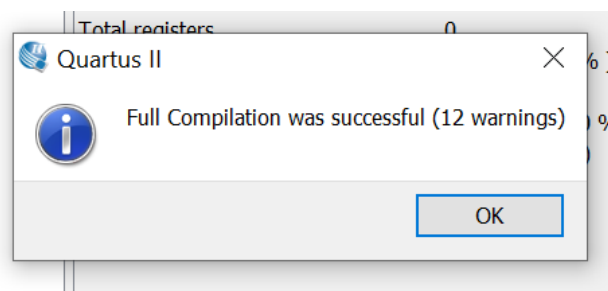 Total registers 0
Quartus II
%
Full Compilation was successful (12 warnings)
%
)
OK